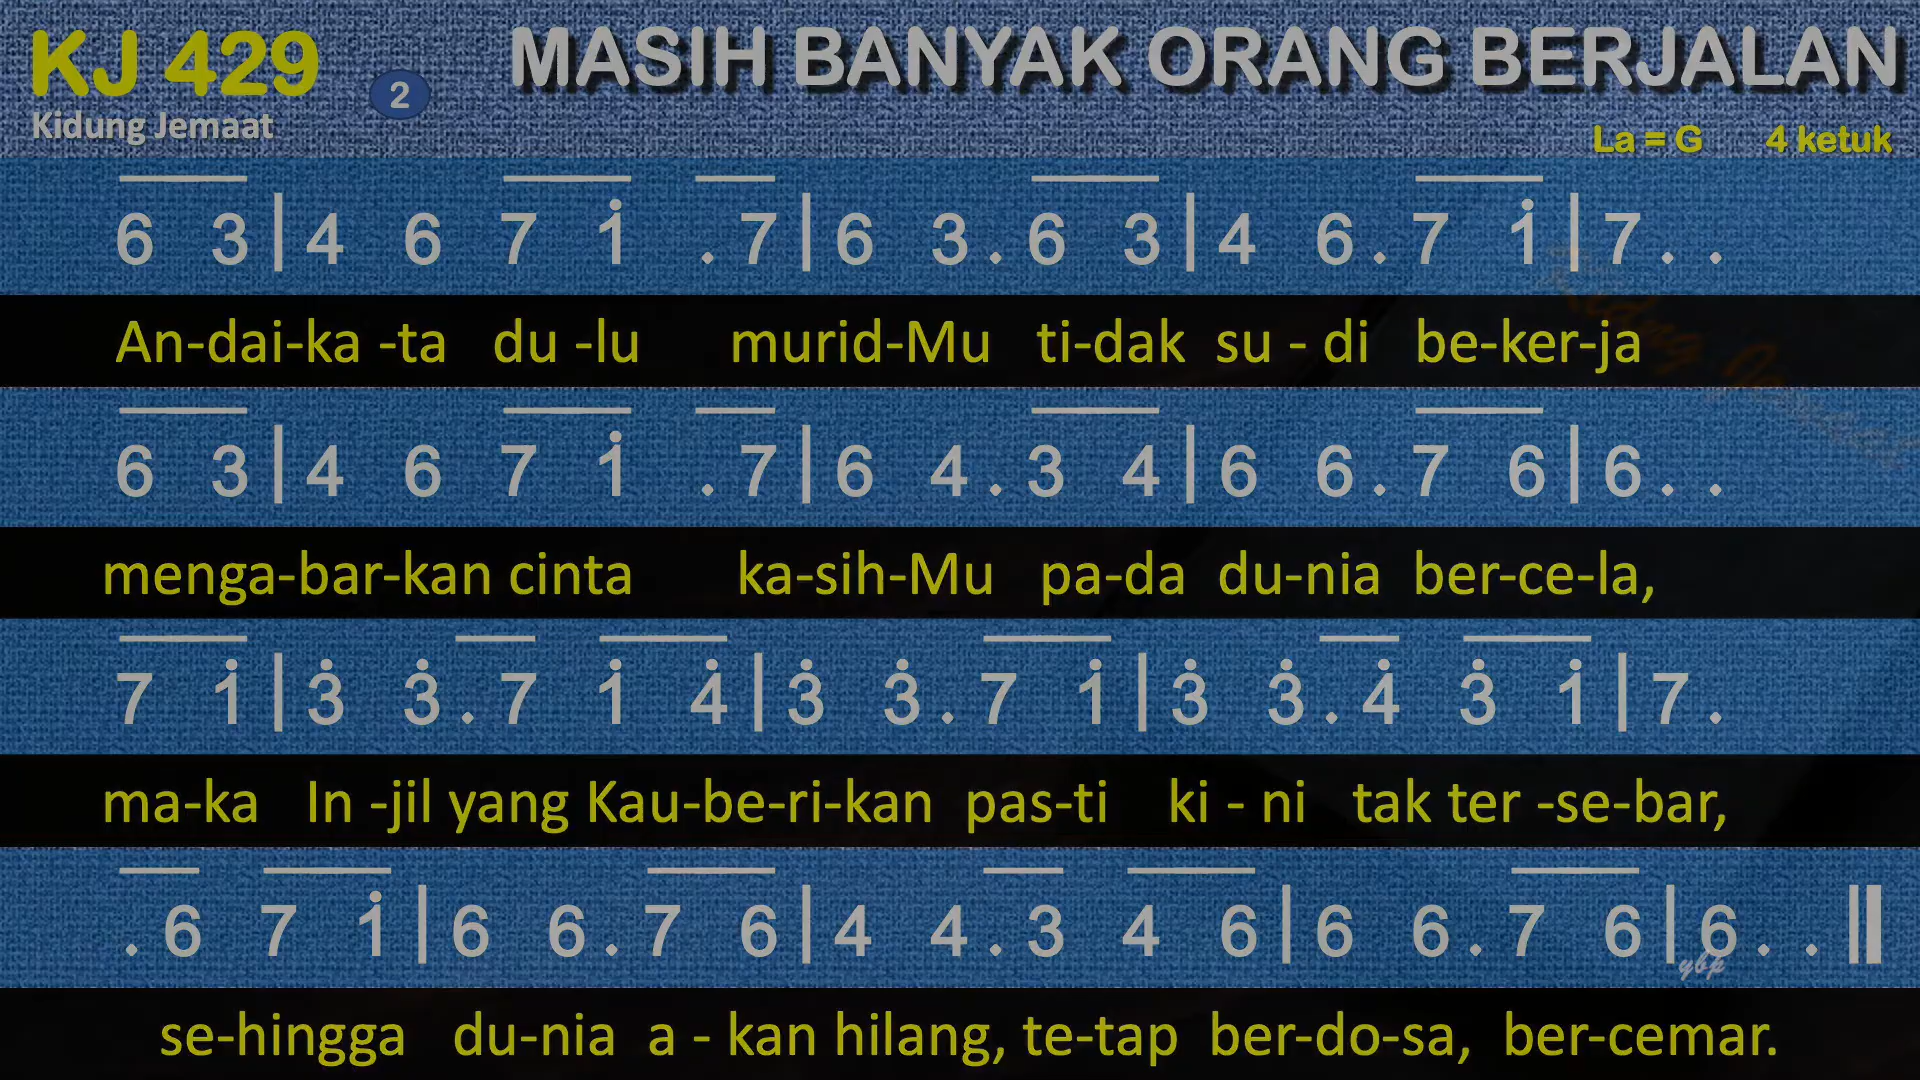 KJ 429
2
MASIH BANYAK ORANG BERJALAN
Kidung Jemaat
La = G 4 ketuk
6 3 | 4 6 7 1̇ . 7 | 6 3 . 6 3 | 4 6 . 7 1̇ | 7 . .
An-dai-ka -ta du -lu murid-Mu ti-dak su - di be-ker-ja
6 3 | 4 6 7 1̇ . 7 | 6 4 . 3 4 | 6 6 . 7 6 | 6 . .
menga-bar-kan cinta ka-sih-Mu pa-da du-nia ber-ce-la,
7 1̇ | 3̇ 3̇ . 7 1̇ 4̇ | 3̇ 3̇ . 7 1̇ | 3̇ 3̇ . 4̇ 3̇ 1̇ | 7 .
ma-ka In -jil yang Kau-be-ri-kan pas-ti ki - ni tak ter -se-bar,
. 6 7 1̇ | 6 6 . 7 6 | 4 4 . 3 4 6 | 6 6 . 7 6 | 6 . . ||
ybp
se-hingga du-nia a - kan hilang, te-tap ber-do-sa, ber-cemar.
Kidung Jemaat